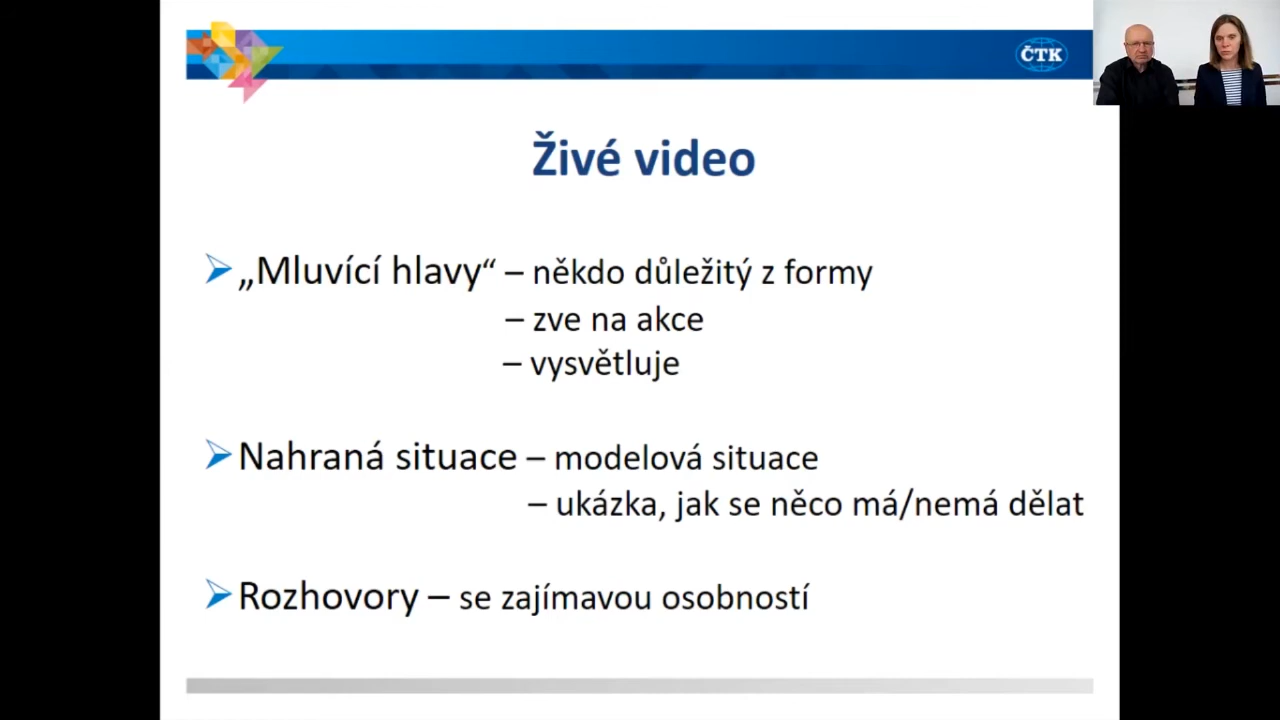 ČTK
Živé video
„Mluvící hlavy“ – někdo důležitý z formy
– zve na akce
– vysvětluje
Nahraná situace – modelová situace
– ukázka, jak se něco má/nemá dělat
Rozhovory – se zajímavou osobností